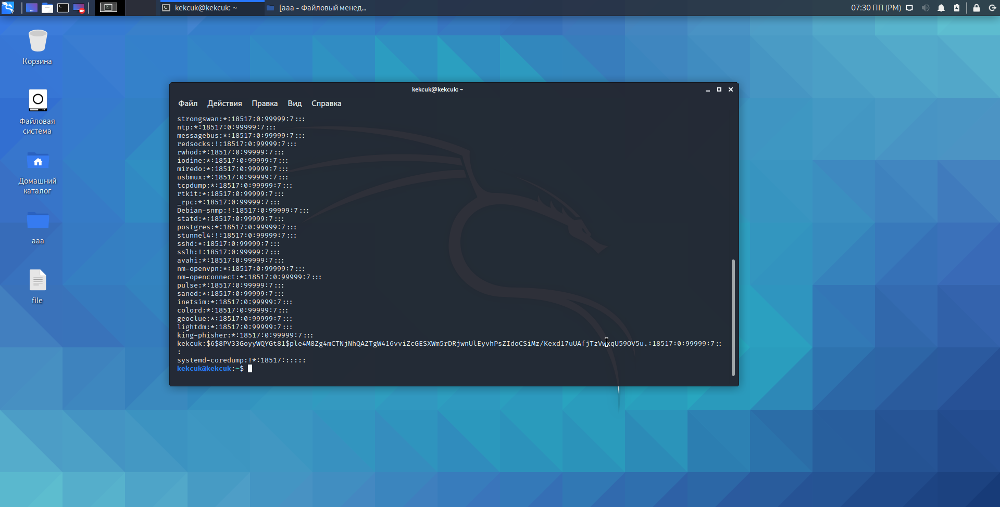 kekcuk@kekcuk: ~
[aaa - Файловый менед...
07:30 ПП (PM)
Корзина
Файловая
система
Домашний
каталог
aaa
file
kekcuk@kekcuk: ~
Файл Действия Правка Вид Справка
strongswan:*:18517:0:99999:7:::
ntp:*:18517:0:99999:7:::
messagebus:*:18517:0:99999:7:::
redsocks:!:18517:0:99999:7:::
rwhod:*:18517:0:99999:7:::
iodine:*:18517:0:99999:7:::
miredo:*:18517:0:99999:7:::
usbmux:*:18517:0:99999:7:::
tcpdump:*:18517:0:99999:7:::
rtkit:*:18517:0:99999:7:::
_rpc:*:18517:0:99999:7:::
Debian-snmp:!:18517:0:99999:7:::
statd:*:18517:0:99999:7:::
postgres:*:18517:0:99999:7:::
stunnel4:!:18517:0:99999:7:::
sshd:*:18517:0:99999:7:::
sslh:!:18517:0:99999:7:::
avahi:*:18517:0:99999:7:::
nm-openvpn:*:18517:0:99999:7:::
nm-openconnect:*:18517:0:99999:7:::
pulse:*:18517:0:99999:7:::
saned:*:18517:0:99999:7:::
inetsim:*:18517:0:99999:7:::
colord:*:18517:0:99999:7:::
geoclue:*:18517:0:99999:7:::
lightdm:*:18517:0:99999:7:::
king-phisher:*:18517:0:99999:7:::
kekcuk:$6$8PV33GoyyWQYGt81$ple4M8Zg4mCTNjNhQAZTgW416vviZcGESXWm5rDRjwnUlEyvhPsZIdoCSiMz/Kexd17uUAfjTzVwkqU59OV5u.:18517:0:99999:7::
:
systemd-coredump:!*:18517::::::
kekcuk@kekcuk:~$